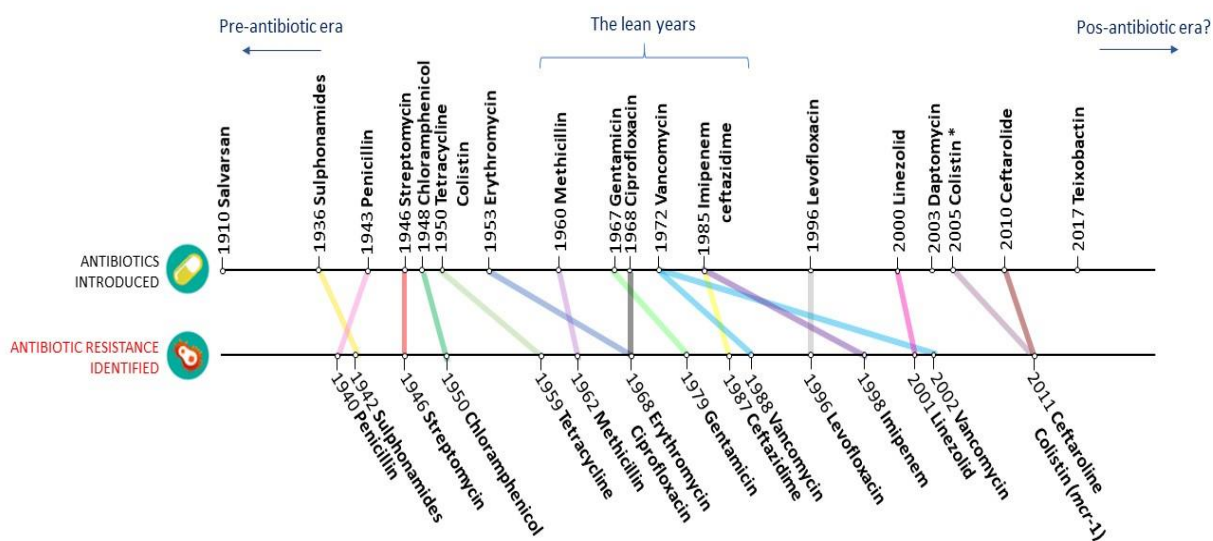 Pre-antibiotic era
The lean years
Pos-antibiotic era?
1910 Salvarsan
1936 Sulphonamides
1943 Penicillin
1946 Streptomycin
1948 Chloramphenicol
1950 Tetracycline
Colistin
1953 Erythromycin
1960 Methicillin
1967 Gentamicin
1968 Ciprofloxacin
1972 Vancomycin
1985 Imipenem
ceftazidime
1996 Levofloxacin
2000 Linezolid
2003 Daptomycin
2005 Colistin *
2010 Ceftarolide
2017 Teixobactin
ANTIBIOTICS
INTRODUCED
ANTIBIOTIC RESISTANCE
IDENTIFIED
1940 Penicillin
1942 Sulphonamides
1946 Streptomycin
1950 Chloramphenicol
1959 Tetracycline
1962 Methicillin
1968 Erythromycin
Ciprofloxacin
1979 Gentamicin
1987 Ceftazidime
1988 Vancomycin
1996 Levofloxacin
1998 Imipenem
2001 Linezolid
2002 Vancomycin
2011 Ceftaroline
Colistin (mcr-1)